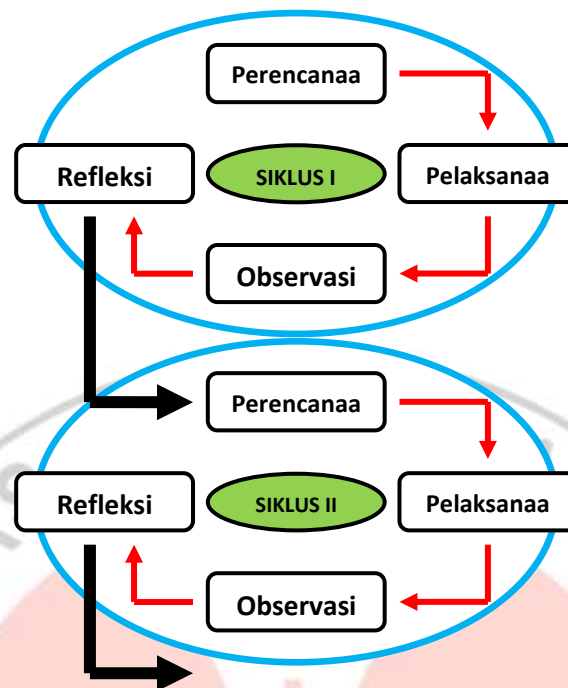 Perencanaa
Refleksi
SIKLUS I
Pelaksanaa
Observasi
Perencanaa
Refleksi
SIKLUS II
Pelaksanaa
Observasi